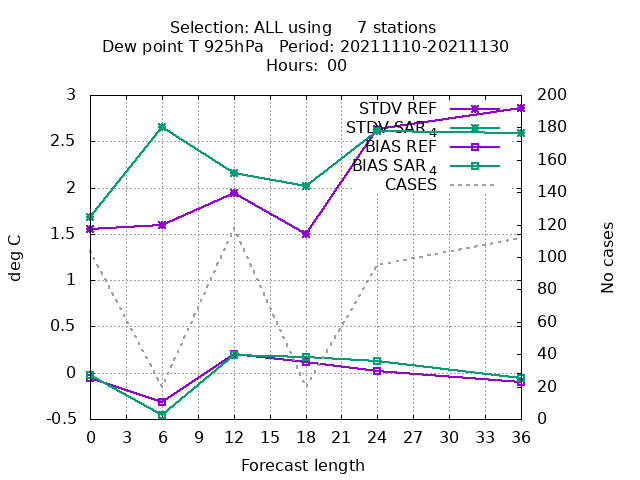 Selection: ALL using     7 stations
Dew point T 925hPa   Period: 20211110-20211130
Hours: 00
STDV REF
STDV SAR 4
BIAS REF
BIAS SAR 4
CASES
3
2.5
2
1.5
1
0.5
0
-0.5
200
180
160
140
120
100
80
60
40
20
0
deg C
No cases
0 3 6 9 12 15 18 21 24 27 30 33 36
Forecast length